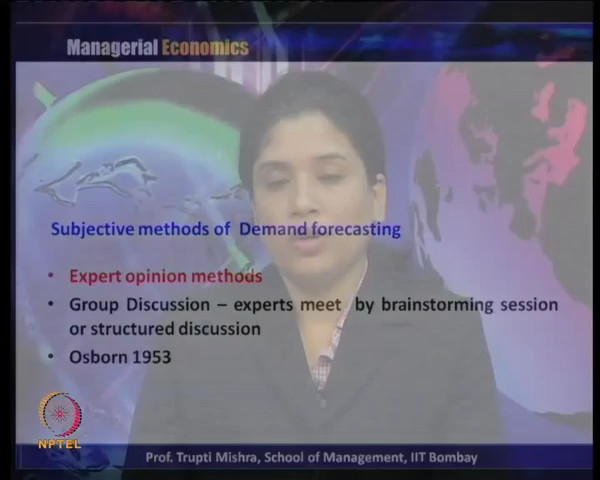 Managerial Economics
Subjective methods of Demand forecasting
• Expert opinion methods
• Group Discussion – experts meet by brainstorming session
or structured discussion
• Osborn 1953
NPTEL
Prof. Trupti Mishra, School of Management, IIT Bombay